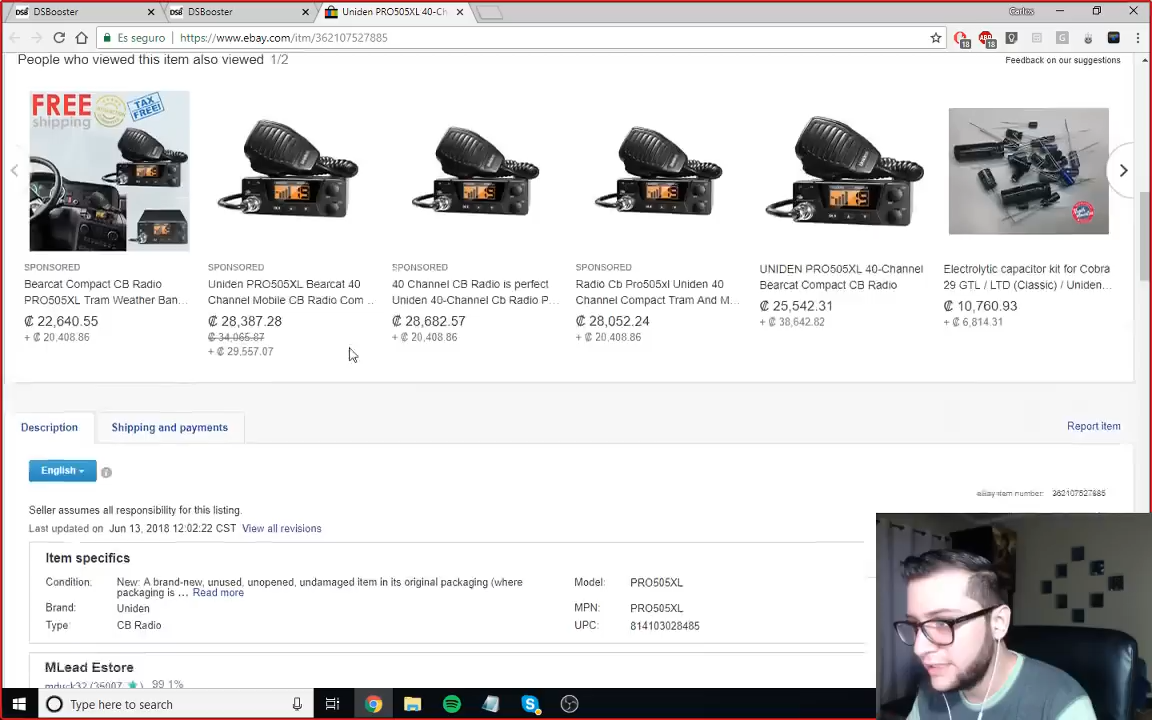 DSB DSBooster
DSB DSBooster
Uniden PRO505XL 40-Ch
Carlos
Es seguro
https://www.ebay.com/itm/362107527885
People who viewed this item also viewed 1/2
Feedback on our suggestions
FREE
shipping
TAX
FREE!
SPONSORED
Bearcat Compact CB Radio
PRO505XL Tram Weather Ban...
₡ 22,640.55
+ ₡ 20,408.86
SPONSORED
Uniden PRO505XL Bearcat 40
Channel Mobile CB Radio Com ...
₡ 28,387.28
₡ 34,065.87
+ ₡ 29,557.07
SPONSORED
40 Channel CB Radio is perfect
Uniden 40-Channel Cb Radio P...
₡ 28,682.57
+ ₡ 20,408.86
SPONSORED
Radio Cb Pro505xl Uniden 40
Channel Compact Tram And M...
₡ 28,052.24
+ ₡ 20,408.86
UNIDEN PRO505XL 40-Channel
Bearcat Compact CB Radio
₡ 25,542.31
+ ₡ 38,642.82
Electrolytic capacitor kit for Cobra
29 GTL / LTD (Classic) / Uniden...
₡ 10,760.93
+ ₡ 6,814.31
Description
Shipping and payments
Report item
English
eBay item number: 362107527885
Seller assumes all responsibility for this listing.
Last updated on Jun 13, 2018 12:02:22 CST View all revisions
Item specifics
Condition: New: A brand-new, unused, unopened, undamaged item in its original packaging (where
packaging is ... Read more
Brand: Uniden
Type: CB Radio
Model: PRO505XL
MPN: PRO505XL
UPC: 814103028485
MLead Estore
mdusk32 (35007 99.1%
Type here to search